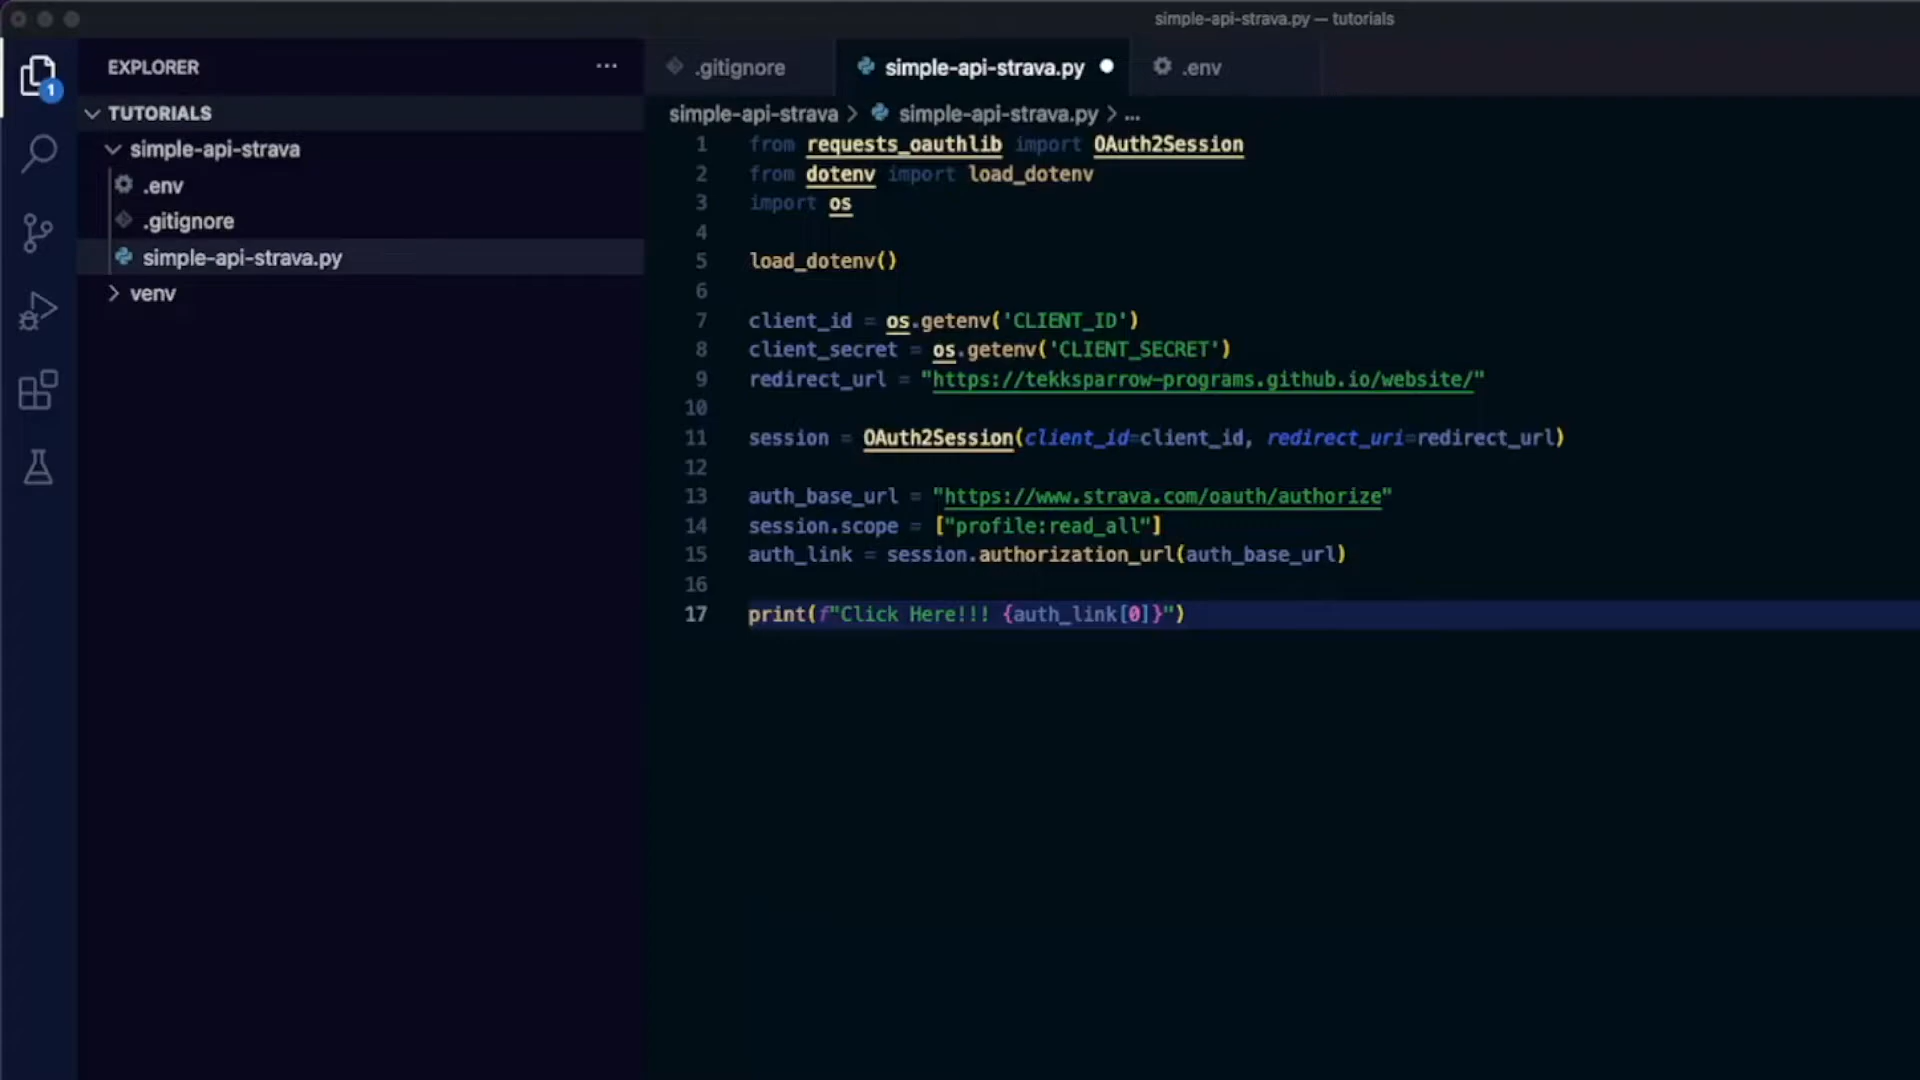 simple-api-strava.py — tutorials
EXPLORER
...
.gitignore
simple-api-strava.py
.env
1
TUTORIALS
simple-api-strava > simple-api-strava.py > ...
simple-api-strava
.env
.gitignore
simple-api-strava.py
venv
1 from requests_oauthlib import OAuth2Session
2 from dotenv import load_dotenv
3 import os
4
5 load_dotenv()
6
7 client_id = os.getenv('CLIENT_ID')
8 client_secret = os.getenv('CLIENT_SECRET')
9 redirect_url = "https://tekksparrow-programs.github.io/website/"
10
11 session = OAuth2Session(client_id=client_id, redirect_uri=redirect_url)
12
13 auth_base_url = "https://www.strava.com/oauth/authorize"
14 session.scope = ["profile:read_all"]
15 auth_link = session.authorization_url(auth_base_url)
16
17 print(f"Click Here!!! {auth_link[0]}")